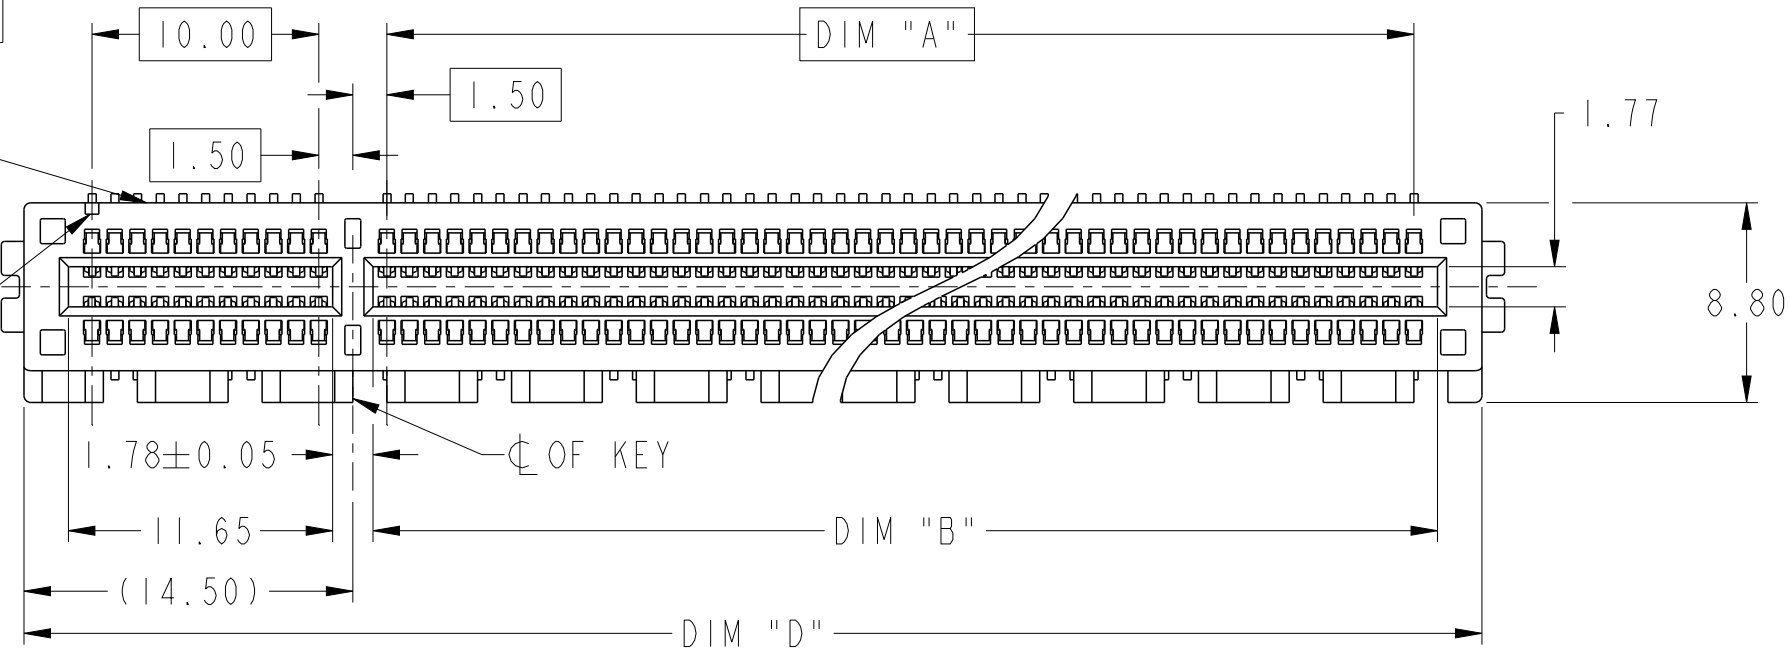 10.00
DIM "A"
1.50
1.77
1.50
8.80
1.78±0.05
℄ OF KEY
11.65
DIM "B"
(14.50)
DIM "D"